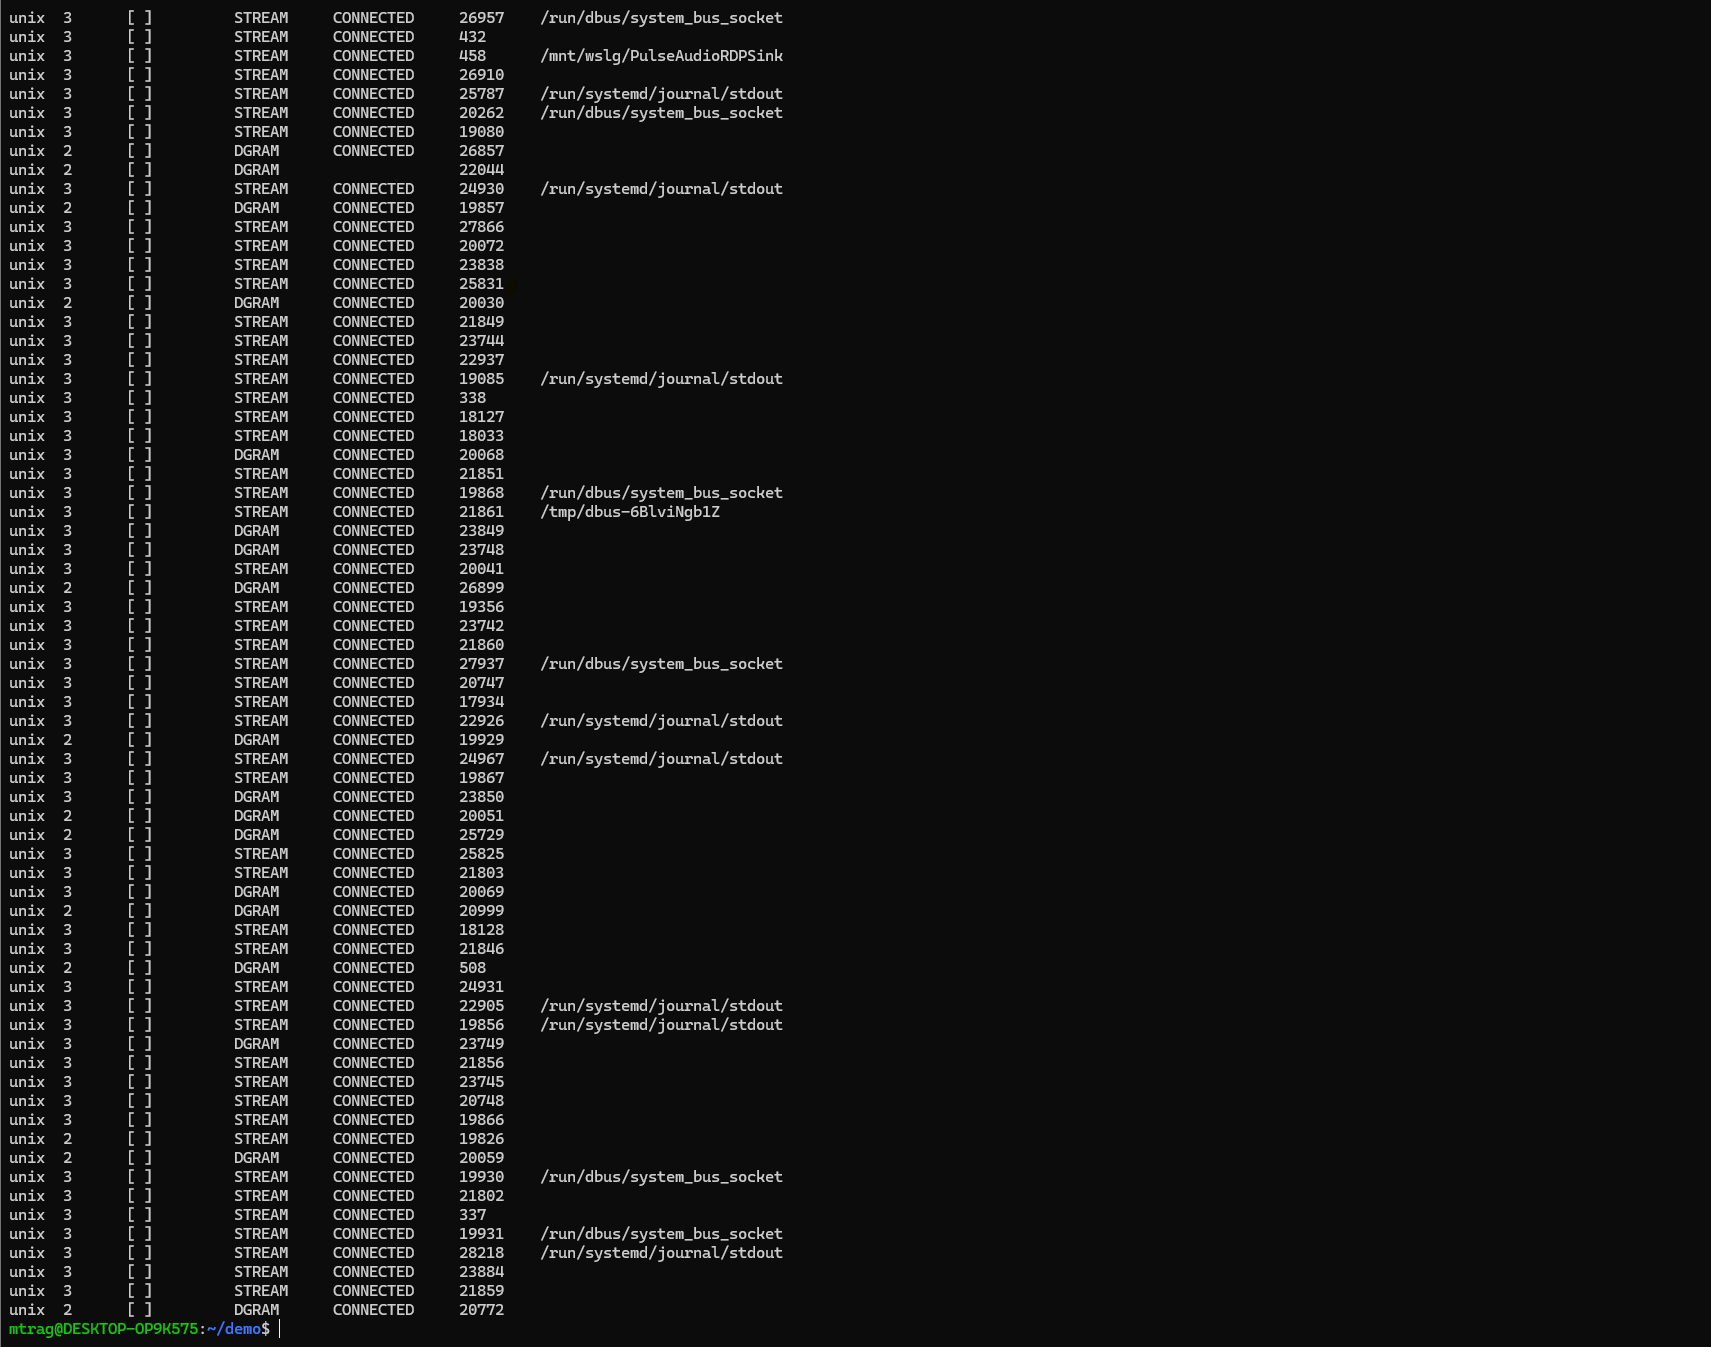 unix  3      [ ]         STREAM     CONNECTED     26957    /run/dbus/system_bus_socket
unix  3      [ ]         STREAM     CONNECTED     432
unix  3      [ ]         STREAM     CONNECTED     458      /mnt/wslg/PulseAudioRDPSink
unix  3      [ ]         STREAM     CONNECTED     26910
unix  3      [ ]         STREAM     CONNECTED     25787    /run/systemd/journal/stdout
unix  3      [ ]         STREAM     CONNECTED     20262    /run/dbus/system_bus_socket
unix  3      [ ]         STREAM     CONNECTED     19080
unix  2      [ ]         DGRAM      CONNECTED     26857
unix  2      [ ]         DGRAM                    22044
unix  3      [ ]         STREAM     CONNECTED     24930    /run/systemd/journal/stdout
unix  2      [ ]         DGRAM      CONNECTED     19857
unix  3      [ ]         STREAM     CONNECTED     27866
unix  3      [ ]         STREAM     CONNECTED     20072
unix  3      [ ]         STREAM     CONNECTED     23838
unix  3      [ ]         STREAM     CONNECTED     25831
unix  2      [ ]         DGRAM      CONNECTED     20030
unix  3      [ ]         STREAM     CONNECTED     21849
unix  3      [ ]         STREAM     CONNECTED     23744
unix  3      [ ]         STREAM     CONNECTED     22937
unix  3      [ ]         STREAM     CONNECTED     19085    /run/systemd/journal/stdout
unix  3      [ ]         STREAM     CONNECTED     338
unix  3      [ ]         STREAM     CONNECTED     18127
unix  3      [ ]         STREAM     CONNECTED     18033
unix  3      [ ]         DGRAM      CONNECTED     20068
unix  3      [ ]         STREAM     CONNECTED     21851
unix  3      [ ]         STREAM     CONNECTED     19868    /run/dbus/system_bus_socket
unix  3      [ ]         STREAM     CONNECTED     21861    /tmp/dbus-6BlviNgb1Z
unix  3      [ ]         DGRAM      CONNECTED     23849
unix  3      [ ]         DGRAM      CONNECTED     23748
unix  3      [ ]         STREAM     CONNECTED     20041
unix  2      [ ]         DGRAM      CONNECTED     26899
unix  3      [ ]         STREAM     CONNECTED     19356
unix  3      [ ]         STREAM     CONNECTED     23742
unix  3      [ ]         STREAM     CONNECTED     21860
unix  3      [ ]         STREAM     CONNECTED     27937    /run/dbus/system_bus_socket
unix  3      [ ]         STREAM     CONNECTED     20747
unix  3      [ ]         STREAM     CONNECTED     17934
unix  3      [ ]         STREAM     CONNECTED     22926    /run/systemd/journal/stdout
unix  2      [ ]         DGRAM      CONNECTED     19929
unix  3      [ ]         STREAM     CONNECTED     24967    /run/systemd/journal/stdout
unix  3      [ ]         STREAM     CONNECTED     19867
unix  3      [ ]         DGRAM      CONNECTED     23850
unix  2      [ ]         DGRAM      CONNECTED     20051
unix  2      [ ]         DGRAM      CONNECTED     25729
unix  3      [ ]         STREAM     CONNECTED     25825
unix  3      [ ]         STREAM     CONNECTED     21803
unix  3      [ ]         DGRAM      CONNECTED     20069
unix  2      [ ]         DGRAM      CONNECTED     20999
unix  3      [ ]         STREAM     CONNECTED     18128
unix  3      [ ]         STREAM     CONNECTED     21846
unix  2      [ ]         DGRAM      CONNECTED     508
unix  3      [ ]         STREAM     CONNECTED     24931
unix  3      [ ]         STREAM     CONNECTED     22905    /run/systemd/journal/stdout
unix  3      [ ]         STREAM     CONNECTED     19856    /run/systemd/journal/stdout
unix  3      [ ]         DGRAM      CONNECTED     23749
unix  3      [ ]         STREAM     CONNECTED     21856
unix  3      [ ]         STREAM     CONNECTED     23745
unix  3      [ ]         STREAM     CONNECTED     20748
unix  3      [ ]         STREAM     CONNECTED     19866
unix  2      [ ]         STREAM     CONNECTED     19826
unix  2      [ ]         DGRAM      CONNECTED     20059
unix  3      [ ]         STREAM     CONNECTED     19930    /run/dbus/system_bus_socket
unix  3      [ ]         STREAM     CONNECTED     21802
unix  3      [ ]         STREAM     CONNECTED     337
unix  3      [ ]         STREAM     CONNECTED     19931    /run/dbus/system_bus_socket
unix  3      [ ]         STREAM     CONNECTED     28218    /run/systemd/journal/stdout
unix  3      [ ]         STREAM     CONNECTED     23884
unix  3      [ ]         STREAM     CONNECTED     21859
unix  2      [ ]         DGRAM      CONNECTED     20772
mtrag@DESKTOP-OP9K575:~/demo$